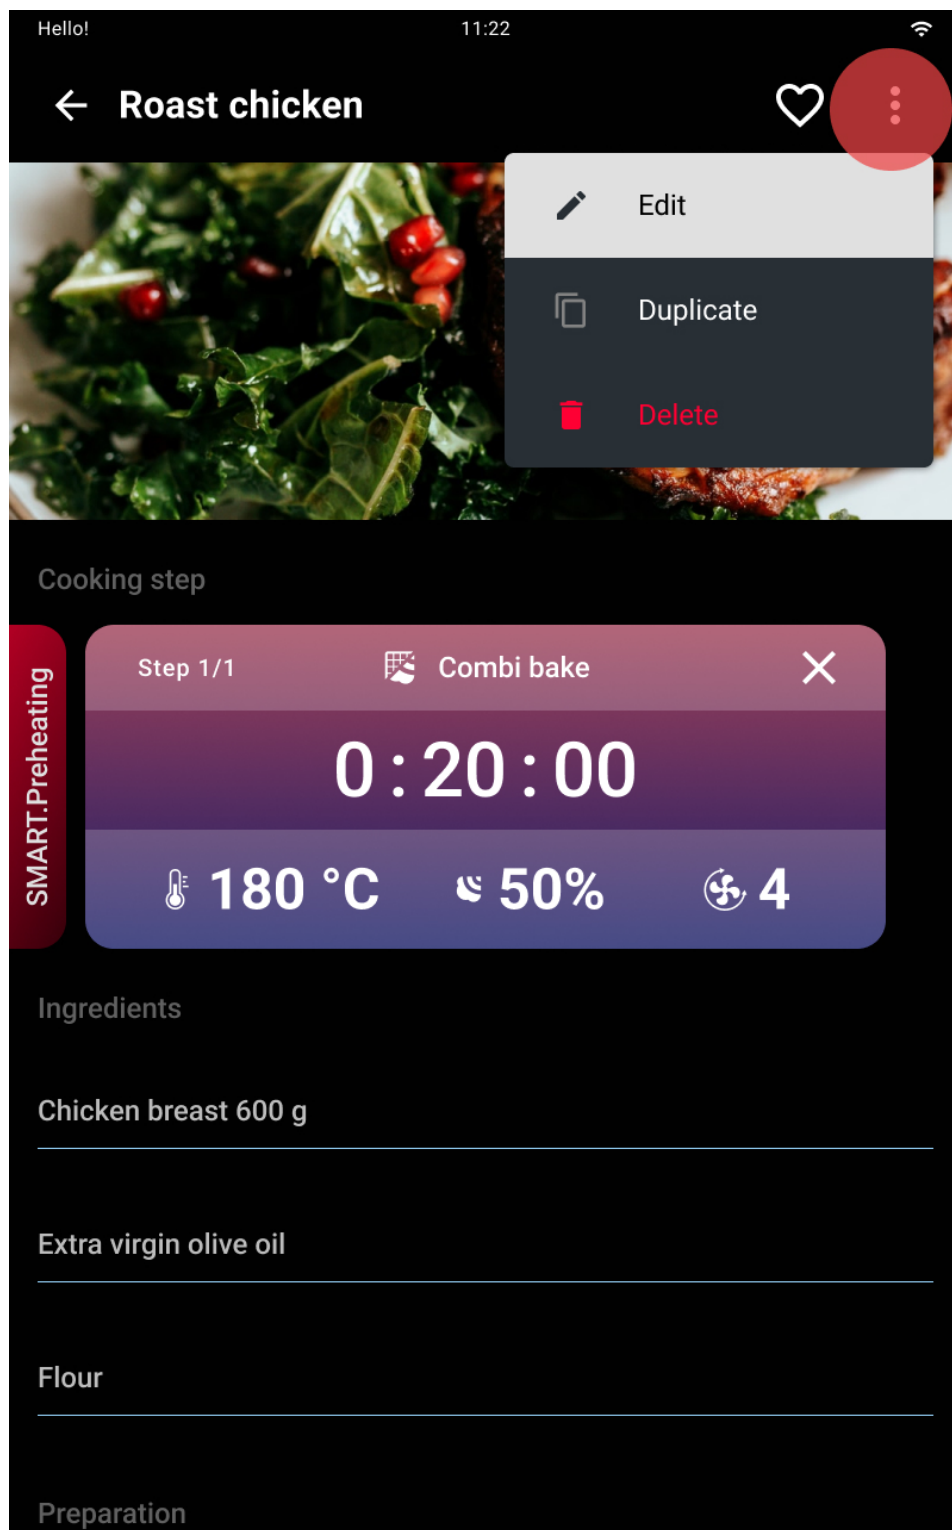 Hello! 11:22
Roast chicken
Edit
Duplicate
Delete
Cooking step
SMART.Preheating
Step 1/1 Combi bake
0 : 20 : 00
180 °C 50% 4
Ingredients
Chicken breast 600 g
Extra virgin olive oil
Flour
Preparation